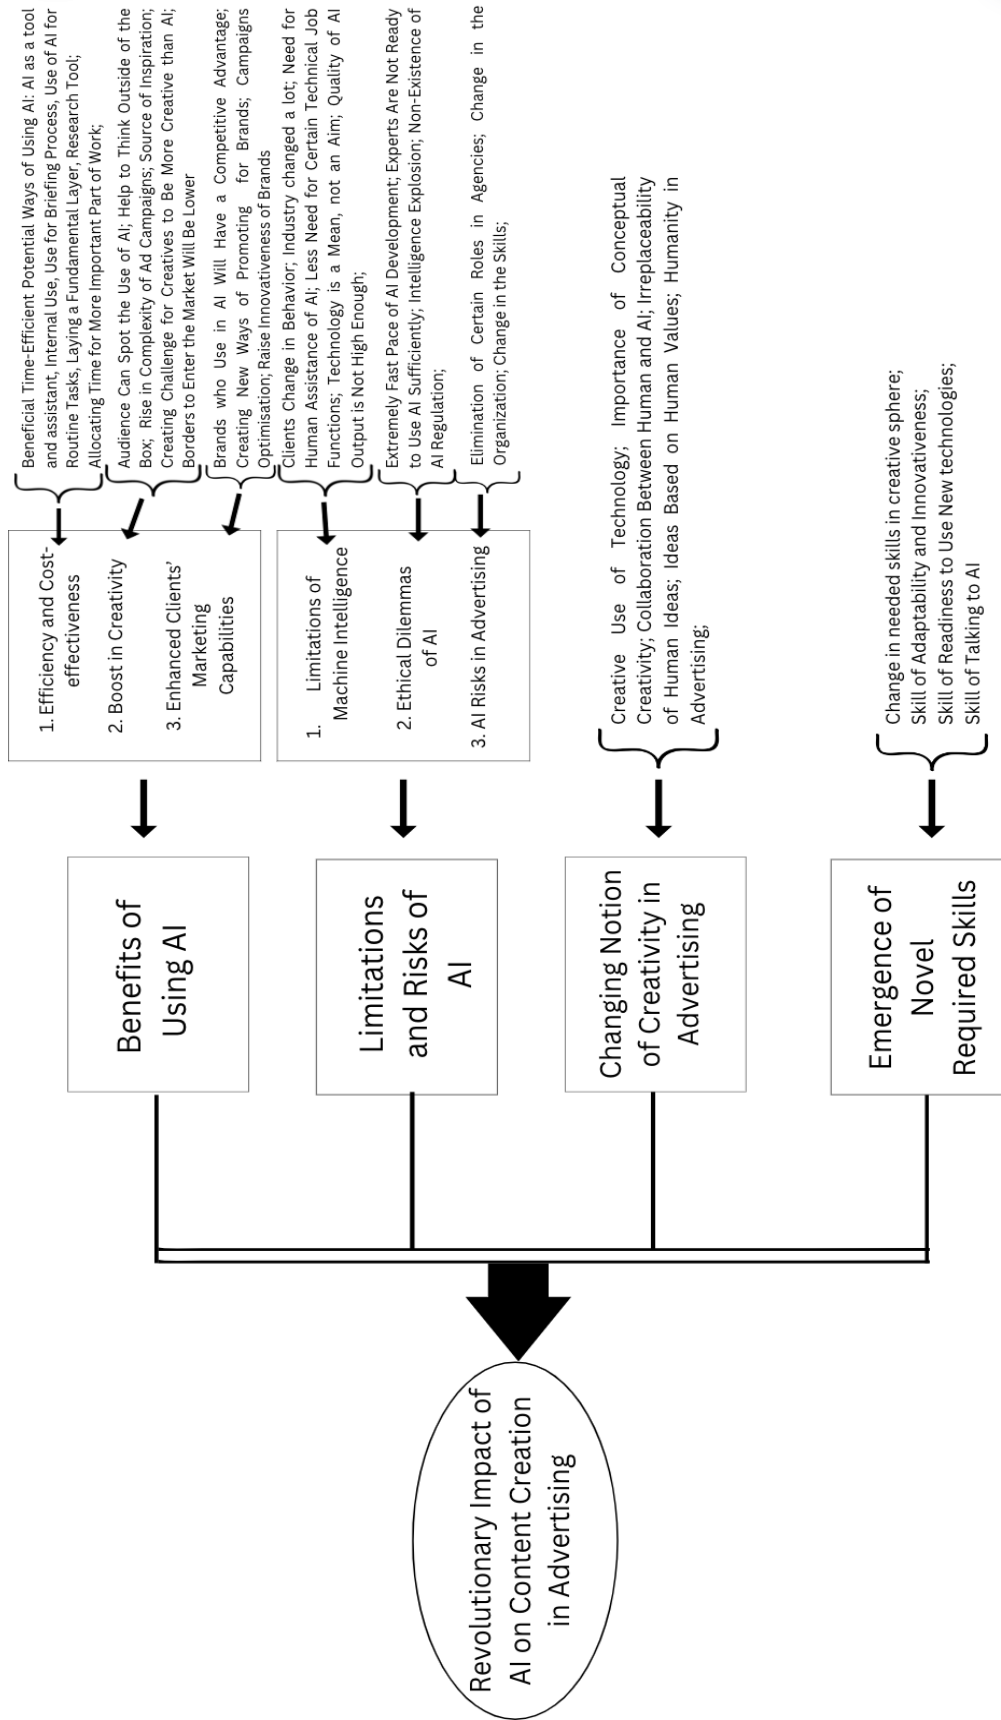 Beneficial Time-Efficient Potential Ways of Using AI: AI as a tool
and assistant, Internal Use, Use for Briefing Process, Use of AI for
Routine Tasks, Laying a Fundamental Layer, Research Tool;
Allocating Time for More Important Part of Work;
Audience Can Spot the Use of AI; Help to Think Outside of the
Box; Rise in Complexity of Ad Campaigns; Source of Inspiration;
Creating Challenge for Creatives to Be More Creative than AI;
Borders to Enter the Market Will Be Lower
Brands who Use in AI Will Have a Competitive Advantage;
Creating New Ways of Promoting for Brands; Campaigns
Optimisation; Raise Innovativeness of Brands
Clients Change in Behavior; Industry changed a lot; Need for
Human Assistance of AI; Less Need for Certain Technical Job
Functions; Technology is a Mean, not an Aim; Quality of AI
Output is Not High Enough;
Extremely Fast Pace of AI Development; Experts Are Not Ready
to Use AI Sufficiently; Intelligence Explosion; Non-Existence of
AI Regulation;
Elimination of Certain Roles in Agencies; Change in the
Organization; Change in the Skills;
1. Efficiency and Cost-
effectiveness
2. Boost in Creativity
3. Enhanced Clients'
Marketing
Capabilities
1. Limitations of
Machine Intelligence
2. Ethical Dilemmas
of AI
3. AI Risks in Advertising
Creative Use of Technology; Importance of Conceptual
Creativity; Collaboration Between Human and AI; Irreplaceability
of Human Ideas; Ideas Based on Human Values; Humanity in
Advertising;
Change in needed skills in creative sphere;
Skill of Adaptability and Innovativeness;
Skill of Readiness to Use New technologies;
Skill of Talking to AI
Benefits of
Using AI
Limitations
and Risks of
AI
Changing Notion
of Creativity in
Advertising
Emergence of
Novel
Required Skills
Revolutionary Impact of
AI on Content Creation
in Advertising